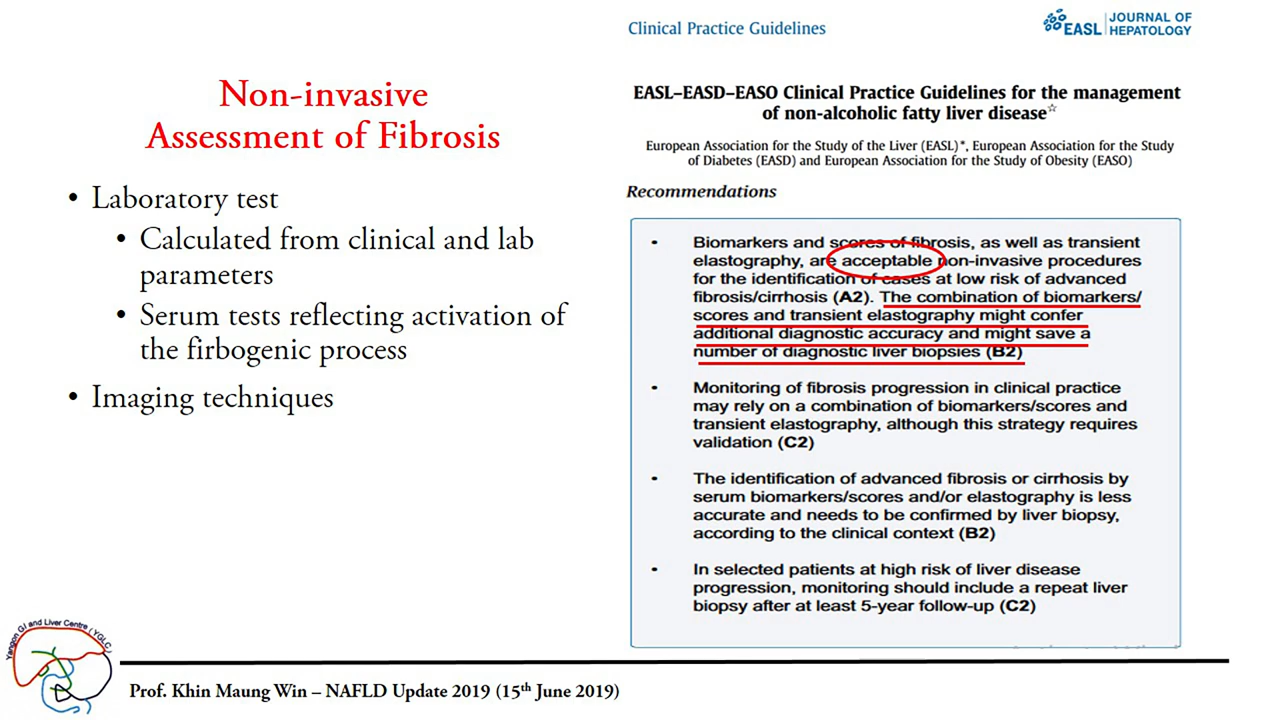 Clinical Practice Guidelines
EASL
JOURNAL OF
HEPATOLOGY
Non-invasive
Assessment of Fibrosis
• Laboratory test
• Calculated from clinical and lab
parameters
• Serum tests reflecting activation of
the firbogenic process
• Imaging techniques
EASL–EASD–EASO Clinical Practice Guidelines for the management
of non-alcoholic fatty liver disease☆
European Association for the Study of the Liver (EASL)*, European Association for the Study
of Diabetes (EASD) and European Association for the Study of Obesity (EASO)
Recommendations
• Biomarkers and scores of fibrosis, as well as transient
elastography, are acceptable non-invasive procedures
for the identification of cases at low risk of advanced
fibrosis/cirrhosis (A2). The combination of biomarkers/
scores and transient elastography might confer
additional diagnostic accuracy and might save a
number of diagnostic liver biopsies (B2)
• Monitoring of fibrosis progression in clinical practice
may rely on a combination of biomarkers/scores and
transient elastography, although this strategy requires
validation (C2)
• The identification of advanced fibrosis or cirrhosis by
serum biomarkers/scores and/or elastography is less
accurate and needs to be confirmed by liver biopsy,
according to the clinical context (B2)
• In selected patients at high risk of liver disease
progression, monitoring should include a repeat liver
biopsy after at least 5-year follow-up (C2)
Yangon GI and Liver Centre (YGLC)
Prof. Khin Maung Win – NAFLD Update 2019 (15th June 2019)